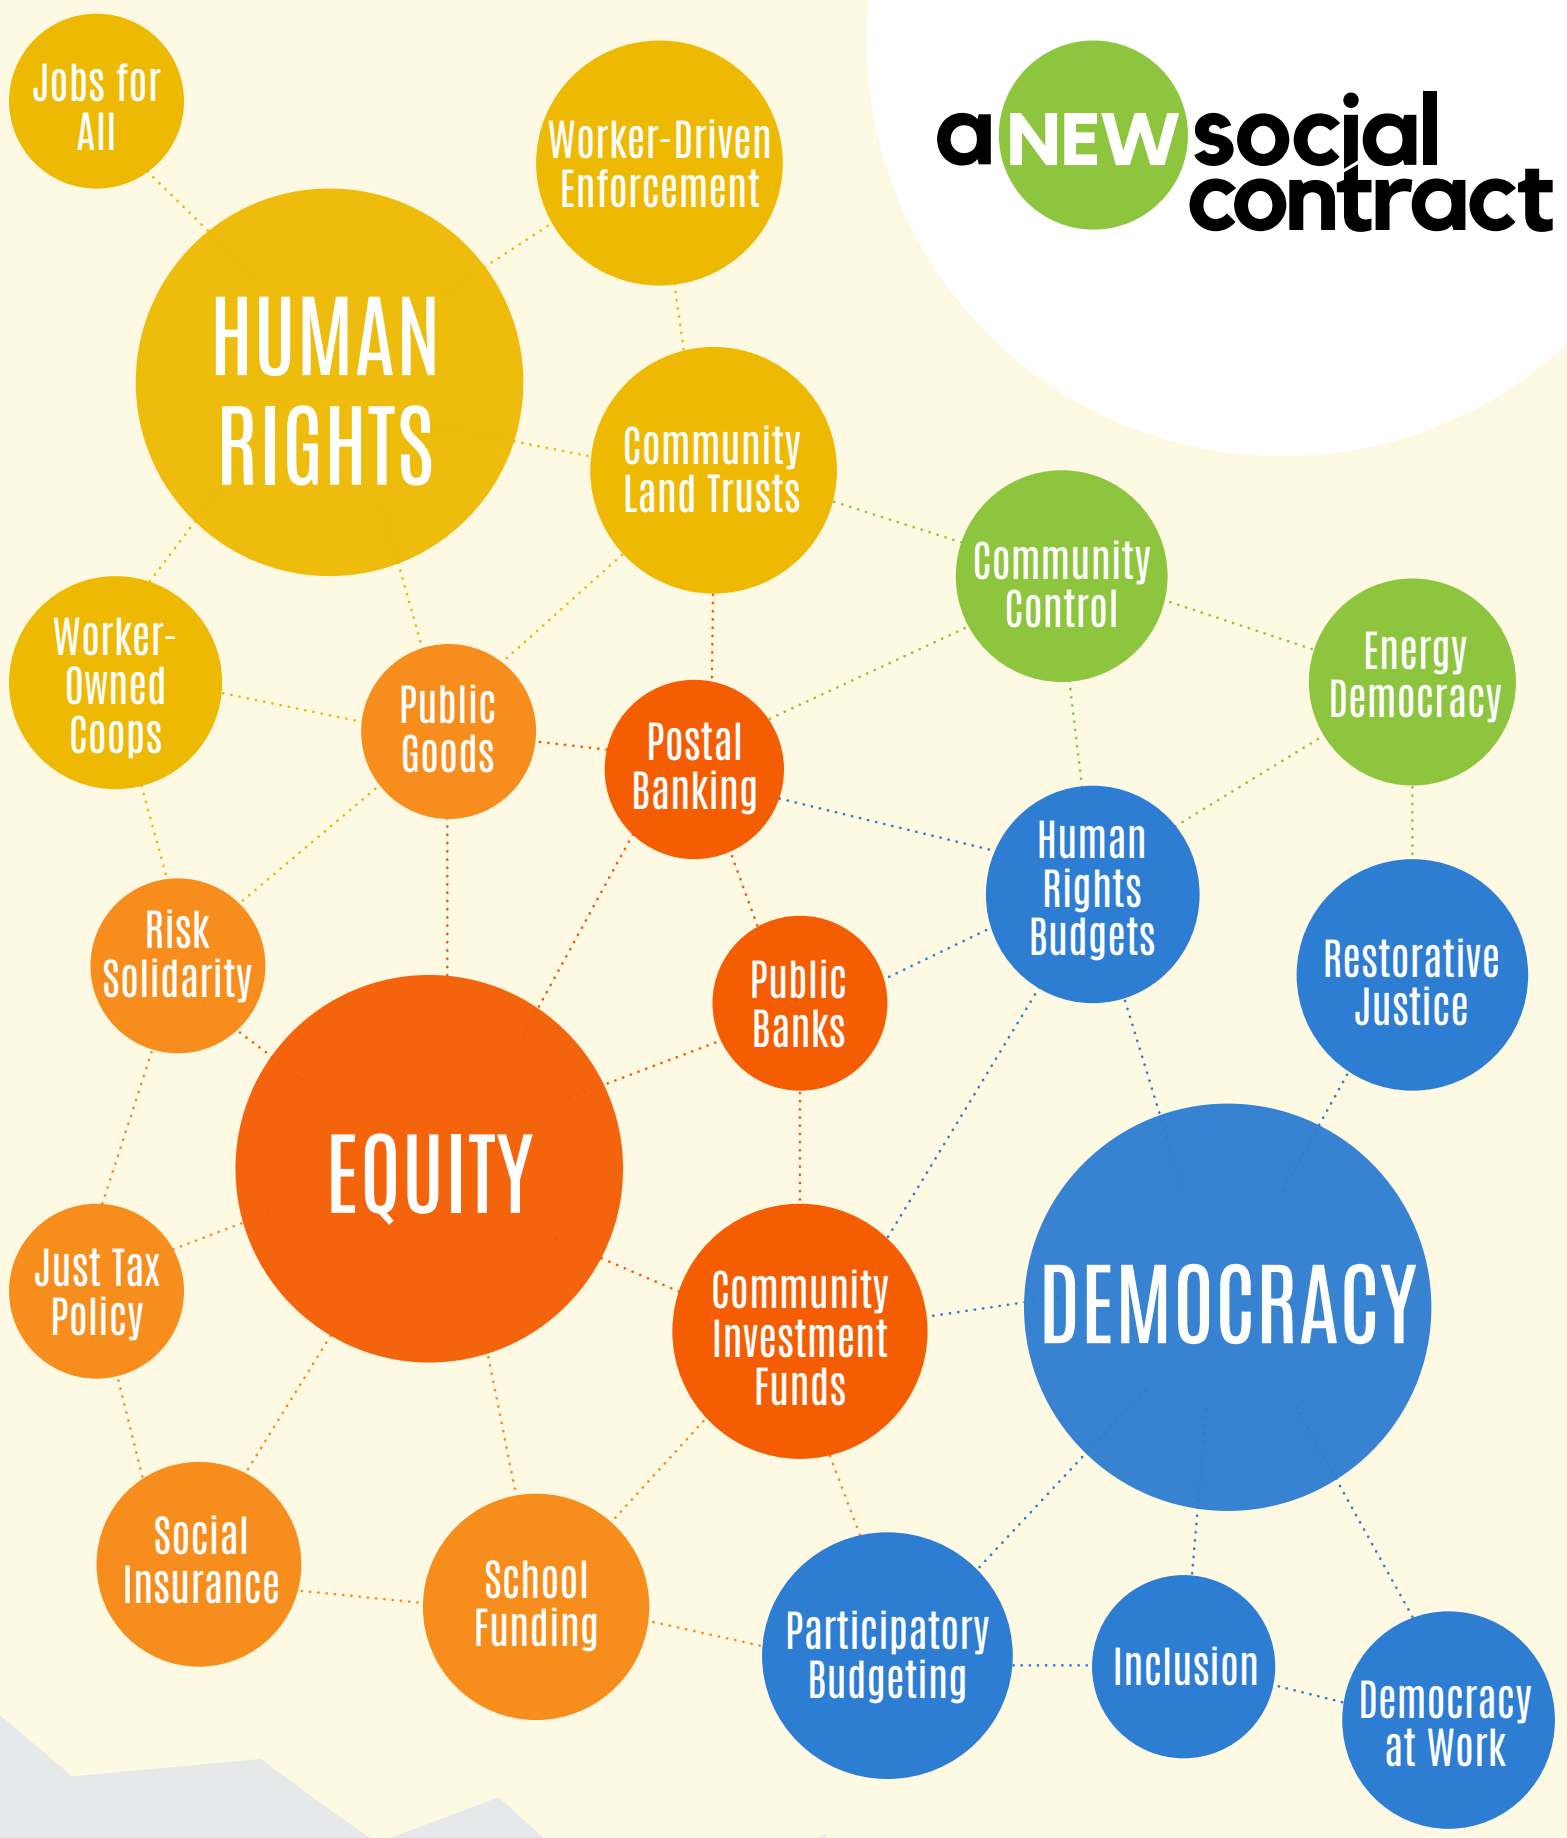 Jobs for
All
Worker-Driven
Enforcement
a NEW social
contract
HUMAN
RIGHTS
Community
Land Trusts
Community
Control
Energy
Democracy
Worker-
Owned
Coops
Public
Goods
Postal
Banking
Human
Rights
Budgets
Risk
Solidarity
Public
Banks
Restorative
Justice
EQUITY
Just Tax
Policy
Community
Investment
Funds
DEMOCRACY
Social
Insurance
School
Funding
Participatory
Budgeting
Inclusion
Democracy
at Work